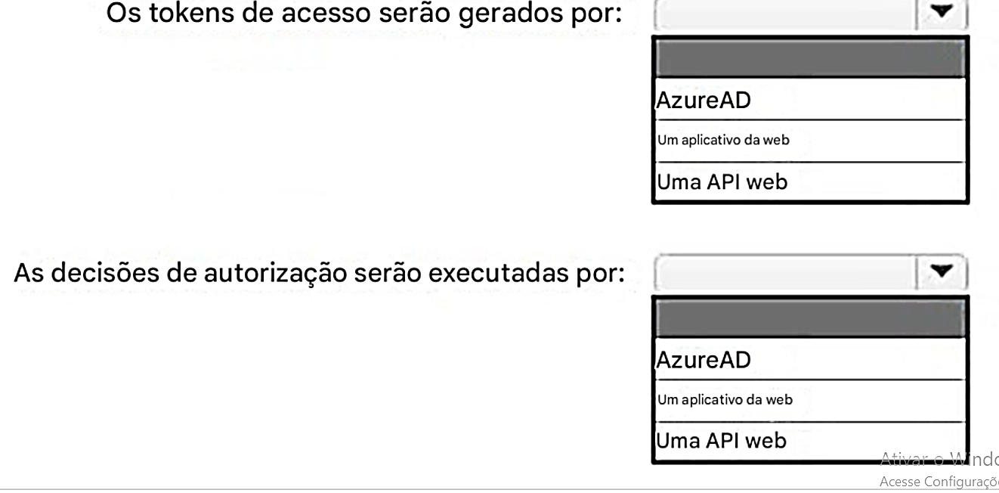 Os tokens de acesso serão gerados por:
AzureAD
Um aplicativo da web
Uma API web
As decisões de autorização serão executadas por:
AzureAD
Um aplicativo da web
Uma API web
Ativar o Windo
Acesse Configuraçõ